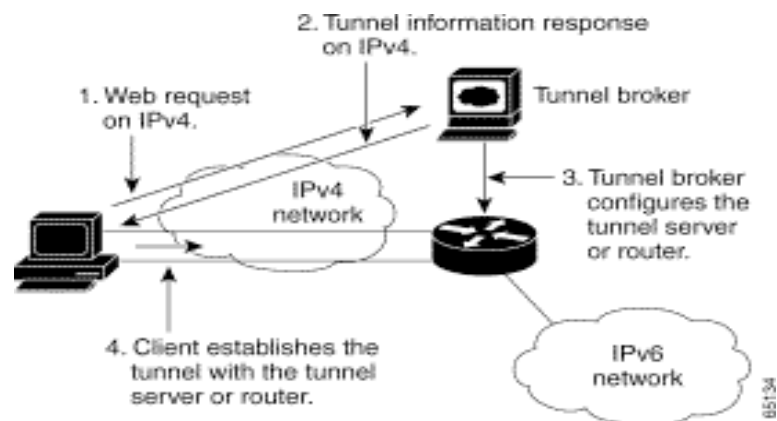 2. Tunnel information response
on IPv4.
1. Web request
on IPv4.
Tunnel broker
IPv4
network
3. Tunnel broker
configures the
tunnel server
or router.
4. Client establishes the
tunnel with the tunnel
server or router.
IPv6
network
65134